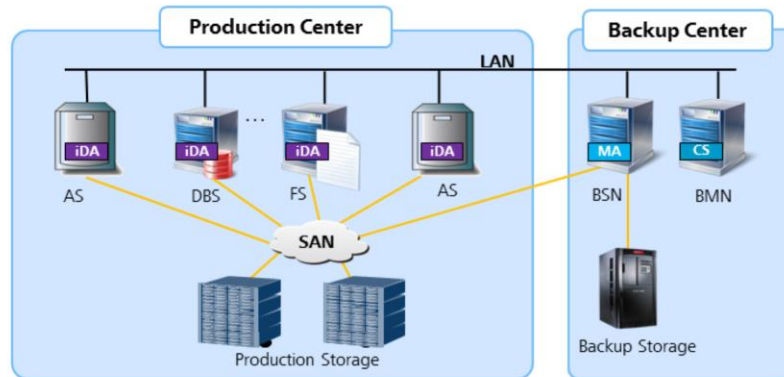 Production Center
Backup Center
LAN
iDA
iDA
...
iDA
iDA
MA
CS
AS
DBS
FS
AS
BSN
BMN
SAN
Production Storage
Backup Storage